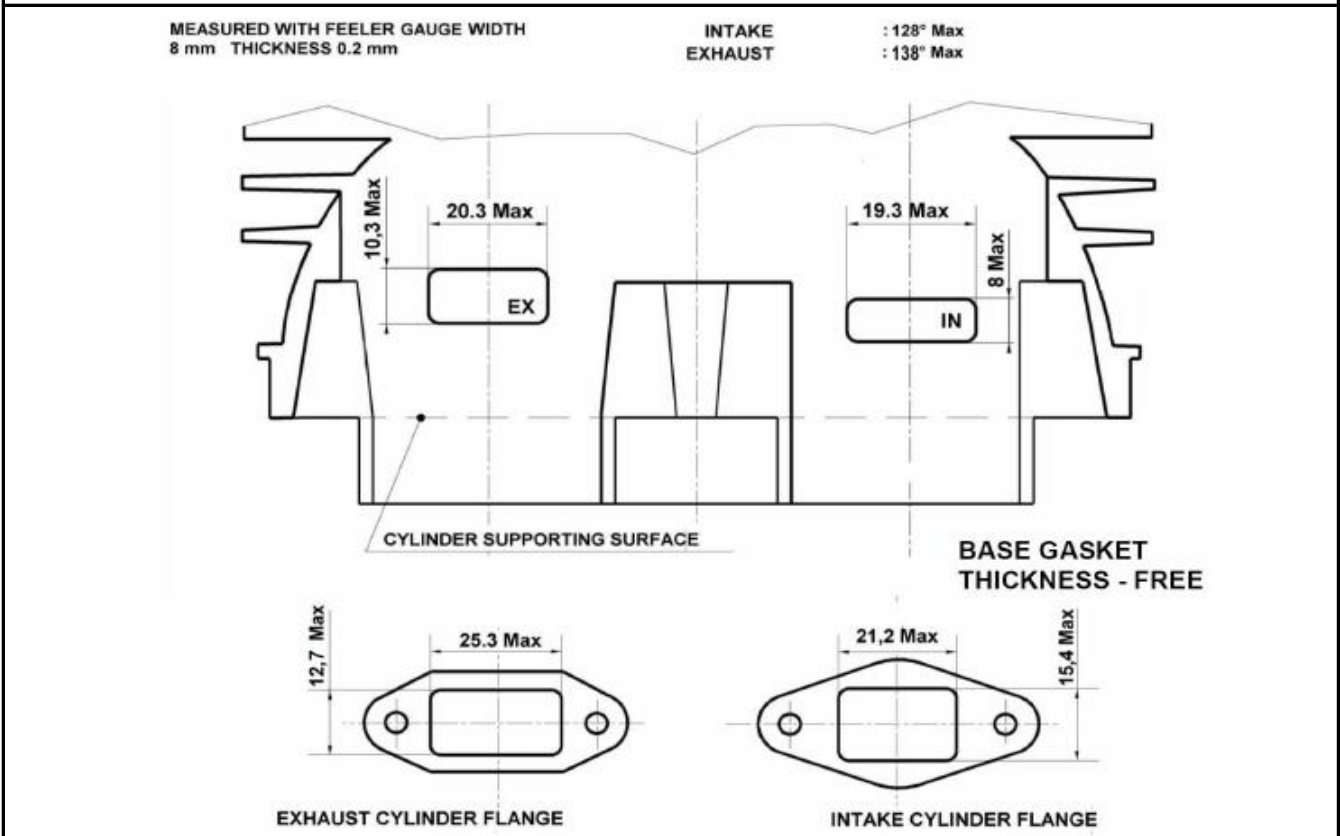 MEASURED WITH FEELER GAUGE WIDTH
8 mm THICKNESS 0.2 mm
INTAKE : 128° Max
EXHAUST : 138° Max
10,3 Max
20.3 Max
19.3 Max
8 Max
EX
IN
CYLINDER SUPPORTING SURFACE
BASE GASKET
THICKNESS - FREE
12,7 Max
25.3 Max
21,2 Max
15,4 Max
EXHAUST CYLINDER FLANGE
INTAKE CYLINDER FLANGE